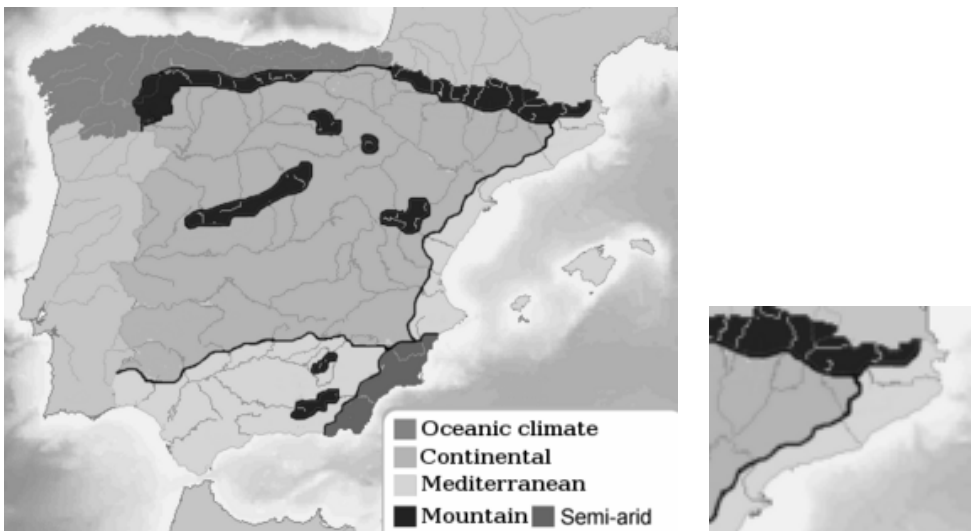 Oceanic climate
Continental
Mediterranean
Mountain Semi-arid